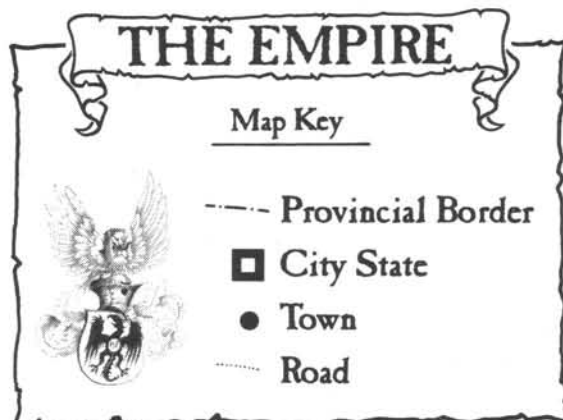 THE EMPIRE
Map Key
Provincial Border
City State
Town
Road